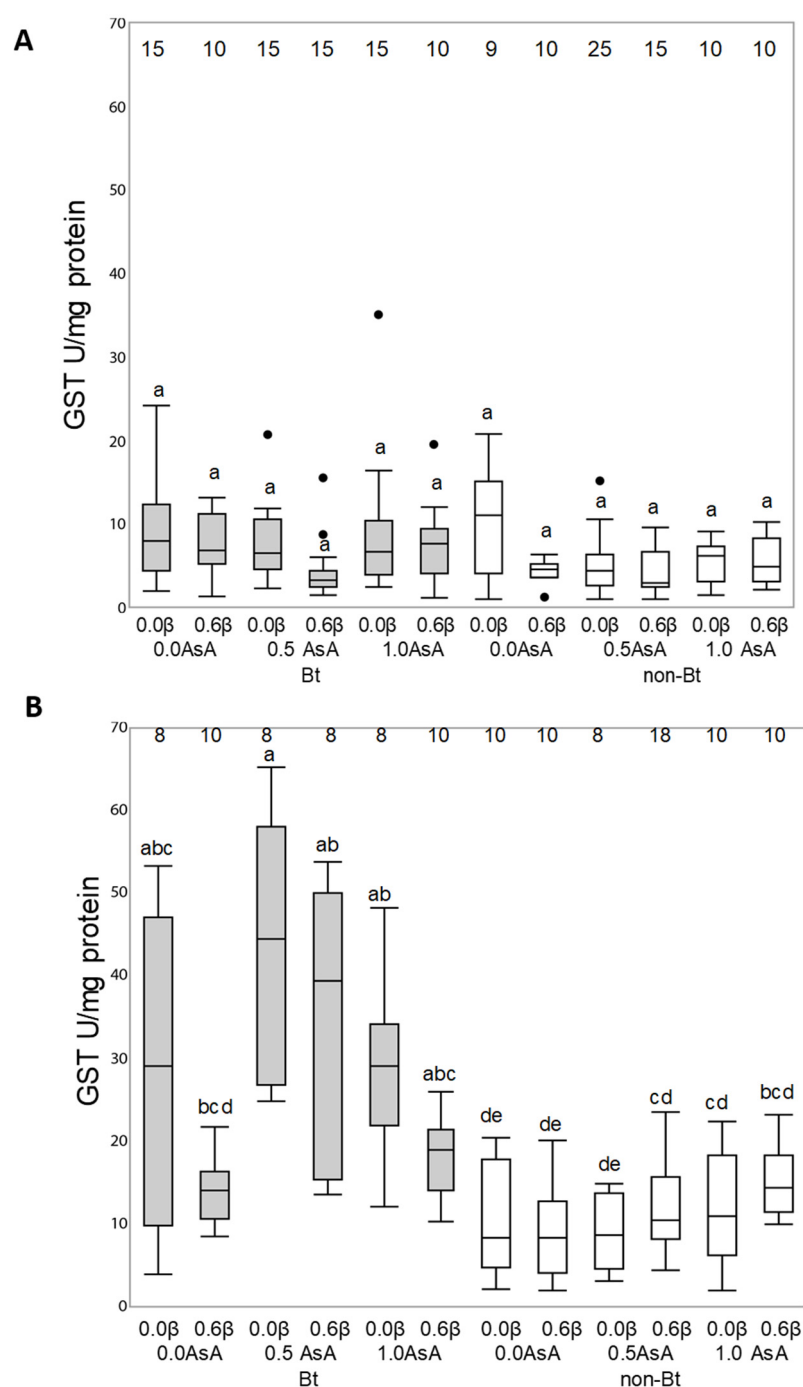 A
70
15 10 15 15 15 10 9 10 25 15 10 10
60
50
40
GST U/mg protein
30
a
a
20
a
a
a
a
a
a
a
a
a
a
10
0
0.0β 0.6β 0.0β 0.6β 0.0β 0.6β 0.0β 0.6β 0.0β 0.6β 0.0β 0.6β
0.0AsA 0.5 AsA 1.0AsA 0.0AsA 0.5AsA 1.0 AsA
Bt non-Bt
B
70
8 10 8 8 8 10 10 10 8 18 10 10
a
60
abc ab
50
ab
40
GST U/mg protein
30
abc
bcd cd cd bcd
de de
20
de
10
0
0.0β 0.6β 0.0β 0.6β 0.0β 0.6β 0.0β 0.6β 0.0β 0.6β 0.0β 0.6β
0.0AsA 0.5 AsA 1.0AsA 0.0AsA 0.5AsA 1.0 AsA
Bt non-Bt